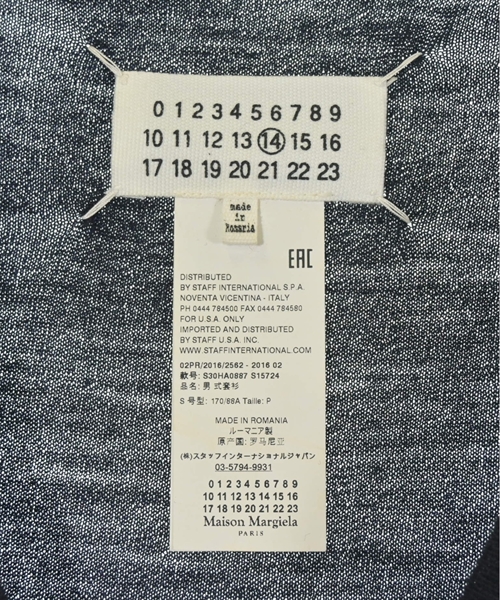 0 1 2 3 4 5 6 7 8 9
10 11 12 13 14 15 16
17 18 19 20 21 22 23
made
in
Romania
EAC
DISTRIBUTED
BY STAFF INTERNATIONAL S.P.A.
NOVENTA VICENTINA - ITALY
PH 0444 784500 FAX 0444 784580
FOR U.S.A. ONLY
IMPORTED AND DISTRIBUTED
BY STAFF U.S.A. INC.
WWW.STAFFINTERNATIONAL.COM
02PR/2016/2562 - 2016 02
款号: S30HA0887 S15724
品名: 男式套衫
S 号型: 170/88A Taille: P
MADE IN ROMANIA
ルーマニア製
原产国: 罗马尼亚
(株)スタッフインターナショナルジャパン
03-5794-9931
0 1 2 3 4 5 6 7 8 9
10 11 12 13 14 15 16
17 18 19 20 21 22 23
Maison Margiela
PARIS